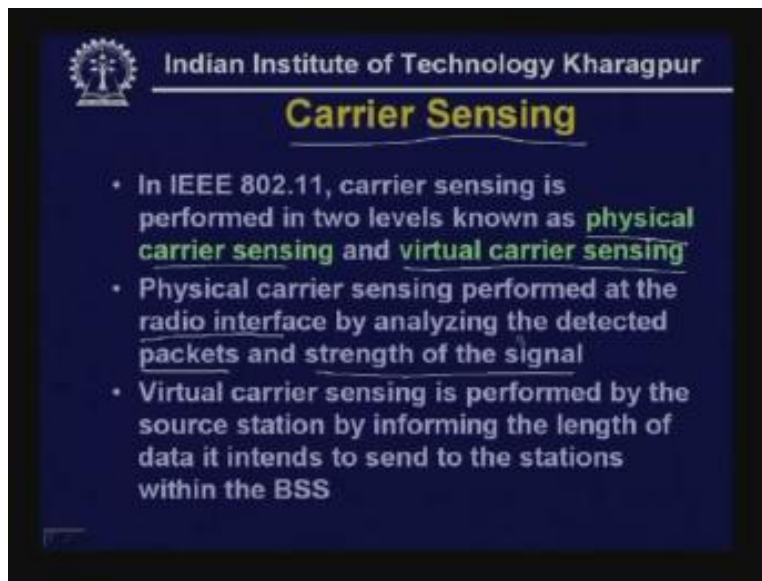 Indian Institute of Technology Kharagpur
Carrier Sensing
• In IEEE 802.11, carrier sensing is
performed in two levels known as physical
carrier sensing and virtual carrier sensing
• Physical carrier sensing performed at the
radio interface by analyzing the detected
packets and strength of the signal
• Virtual carrier sensing is performed by the
source station by informing the length of
data it intends to send to the stations
within the BSS